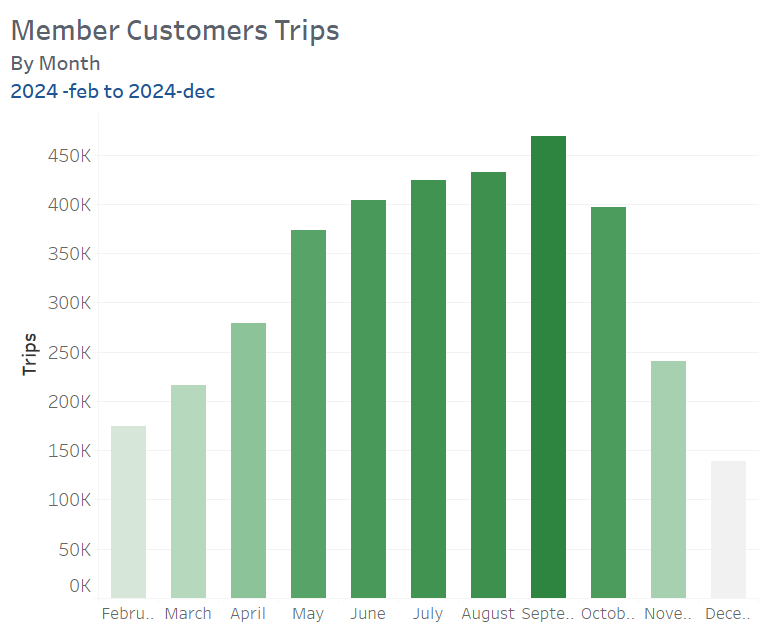 Member Customers Trips
By Month
2024 -feb to 2024-dec
Trips
450K
400K
350K
300K
250K
200K
150K
100K
50K
0K
Febru.. March April May June July August Septe.. Octob.. Nove.. Dece..